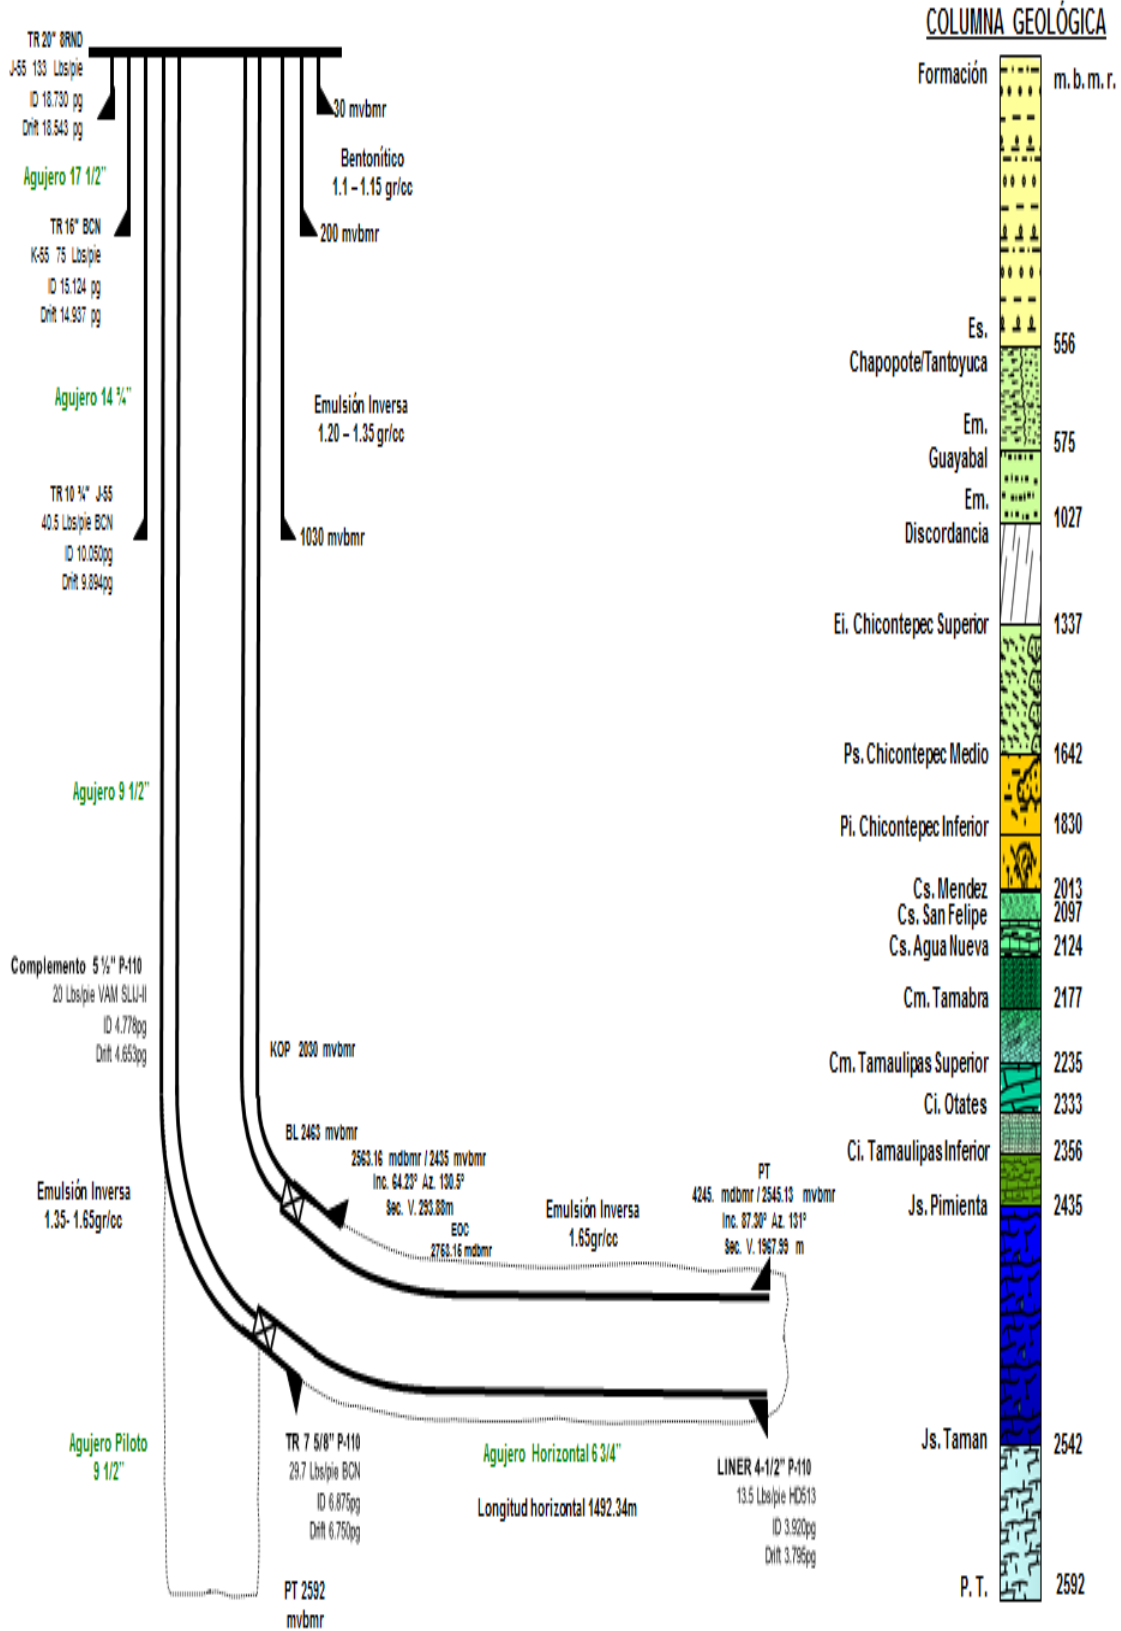 COLUMNA GEOLÓGICA
Formación
m.b.m.r.
TR 20" 8RND
J-55 133 Lbs/pie
ID 18.730 pg
Drift 18.543 pg
30 mvbmr
Agujero 17 1/2"
Bentonítico
1.1 – 1.15 gr/cc
TR 16" BCN
K-55 75 Lbs/pie
ID 15.124 pg
Drift 14.937 pg
200 mvbmr
Agujero 14 ¾"
Emulsión Inversa
1.20 – 1.35 gr/cc
TR 10 ¾" J-55
40.5 Lbs/pie BCN
ID 10.050pg
Drift 9.894pg
1030 mvbmr
Agujero 9 1/2"
Complemento 5 ½" P-110
20 Lbs/pie VAM SLIJ-II
ID 4.778pg
Drift 4.653pg
KOP 2030 mvbmr
BL 2463 mvbmr
2563.16 mdbmr / 2435 mvbmr
Inc. 64.23º Az. 130.5º
Sec. V. 293.88m
EOC
2763.16 mdbmr
Emulsión Inversa
1.35- 1.65gr/cc
Emulsión Inversa
1.65gr/cc
PT
4245. mdbmr / 2545.13 mvbmr
Inc. 87.30º Az. 131º
Sec. V. 1967.99 m
Agujero Piloto
9 1/2"
TR 7 5/8" P-110
29.7 Lbs/pie BCN
ID 6.875pg
Drift 6.750pg
Agujero Horizontal 6 3/4"
Longitud horizontal 1492.34m
LINER 4-1/2" P-110
13.5 Lbs/pie HD513
ID 3.920pg
Drift 3.795pg
PT 2592
mvbmr
Es.
556
Chapopote/Tantoyuca
Em.
575
Guayabal
Em.
1027
Discordancia
Ei. Chicontepec Superior
1337
Ps. Chicontepec Medio
1642
Pi. Chicontepec Inferior
1830
Cs. Mendez
2013
Cs. San Felipe
2097
Cs. Agua Nueva
2124
Cm. Tamabra
2177
Cm. Tamaulipas Superior
2235
Ci. Otates
2333
Ci. Tamaulipas Inferior
2356
Js. Pimienta
2435
Js. Taman
2542
P. T.
2592